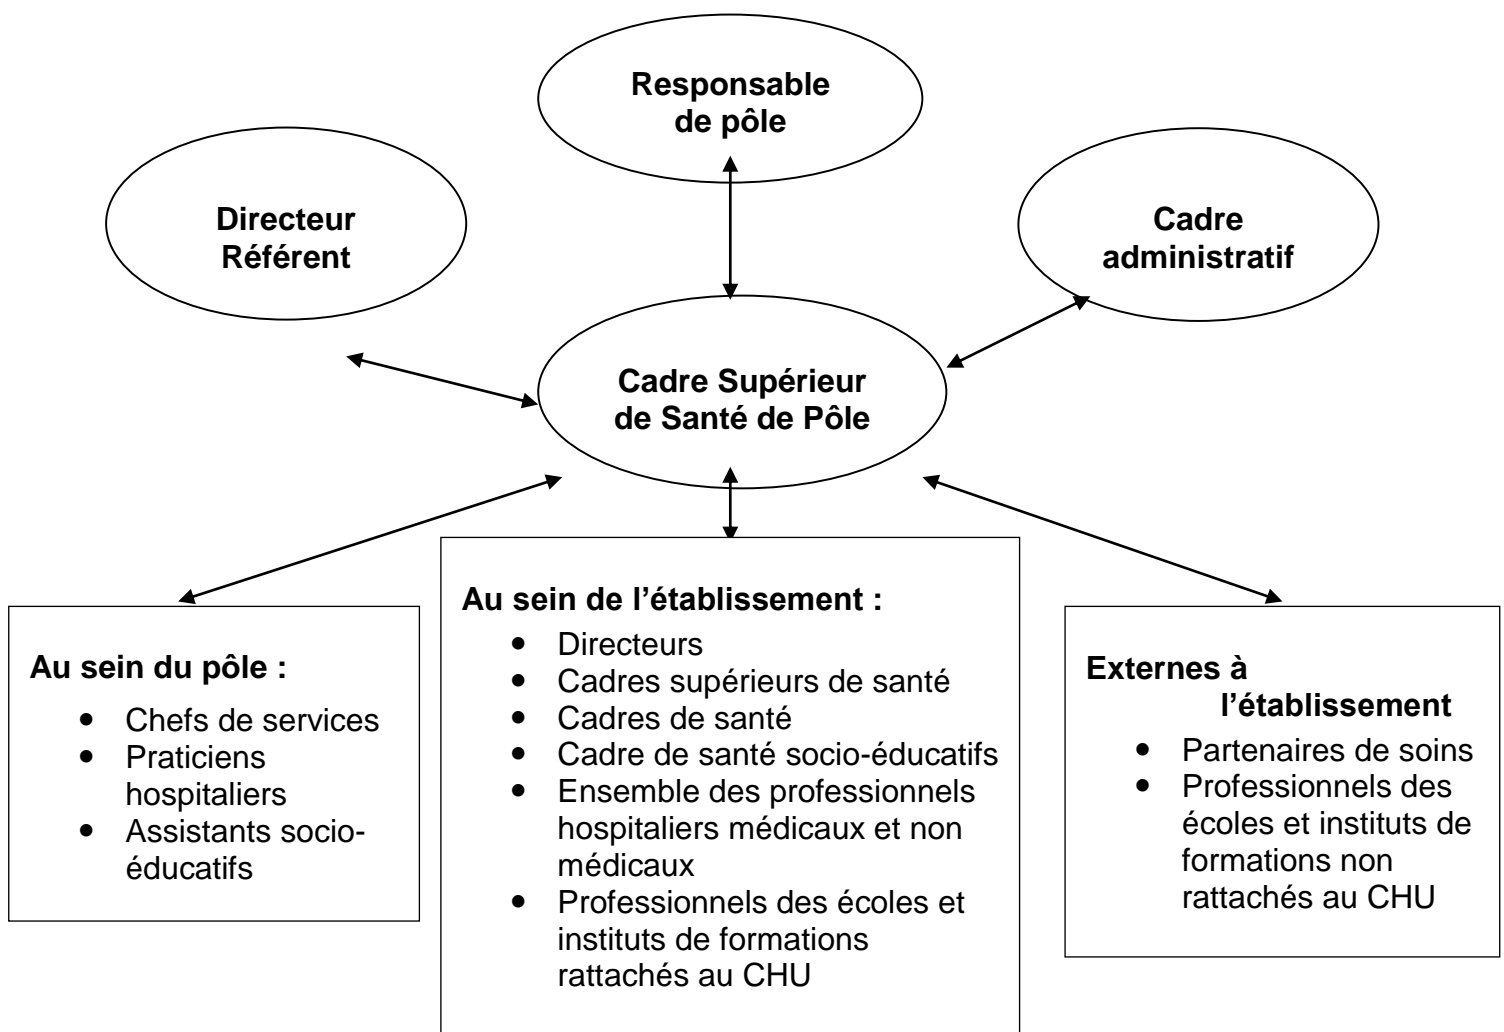 Responsable
de pôle
Directeur
Référent
Cadre
administratif
Cadre Supérieur
de Santé de Pôle
Au sein du pôle :
• Chefs de services
• Praticiens
hospitaliers
• Assistants socio-
éducatifs
Au sein de l’établissement :
• Directeurs
• Cadres supérieurs de santé
• Cadres de santé
• Cadre de santé socio-éducatifs
• Ensemble des professionnels
hospitaliers médicaux et non
médicaux
• Professionnels des écoles et
instituts de formations
rattachés au CHU
Externes à
l’établissement
• Partenaires de soins
• Professionnels des
écoles et instituts de
formations non
rattachés au CHU